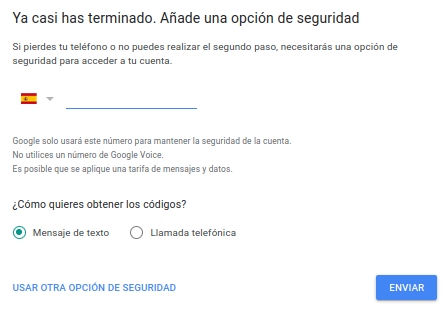 Ya casi has terminado. Añade una opción de seguridad
Si pierdes tu teléfono o no puedes realizar el segundo paso, necesitarás una opción de
seguridad para acceder a tu cuenta.
Google solo usará este número para mantener la seguridad de la cuenta.
No utilices un número de Google Voice.
Es posible que se aplique una tarifa de mensajes y datos.
¿Cómo quieres obtener los códigos?
Mensaje de texto Llamada telefónica
USAR OTRA OPCIÓN DE SEGURIDAD ENVIAR